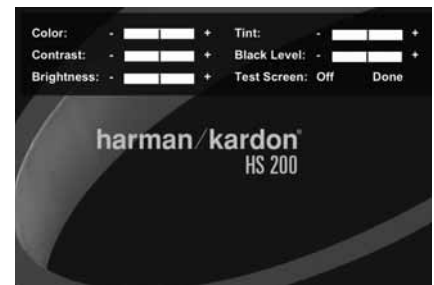 Color: - + Tint: - +
Contrast: - + Black Level: - +
Brightness: - + Test Screen: Off Done
harman/kardon®
HS 200